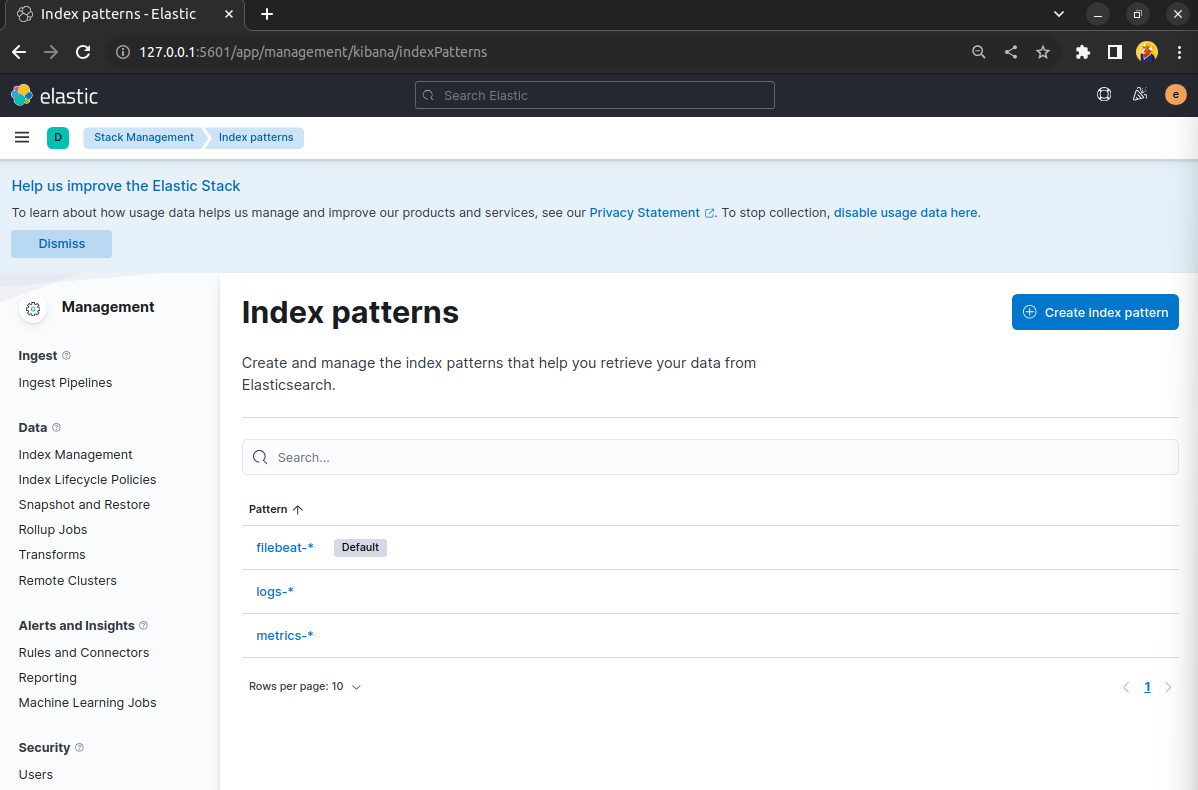 Index patterns - Elastic
127.0.0.1:5601/app/management/kibana/indexPatterns
elastic
Search Elastic
e
D
Stack Management
Index patterns
Help us improve the Elastic Stack
To learn about how usage data helps us manage and improve our products and services, see our Privacy Statement. To stop collection, disable usage data here.
Dismiss
Management
Ingest
Ingest Pipelines
Data
Index Management
Index Lifecycle Policies
Snapshot and Restore
Rollup Jobs
Transforms
Remote Clusters
Alerts and Insights
Rules and Connectors
Reporting
Machine Learning Jobs
Security
Users
Index patterns
Create index pattern
Create and manage the index patterns that help you retrieve your data from
Elasticsearch.
Search...
Pattern
filebeat-* Default
logs-*
metrics-*
Rows per page: 10
1